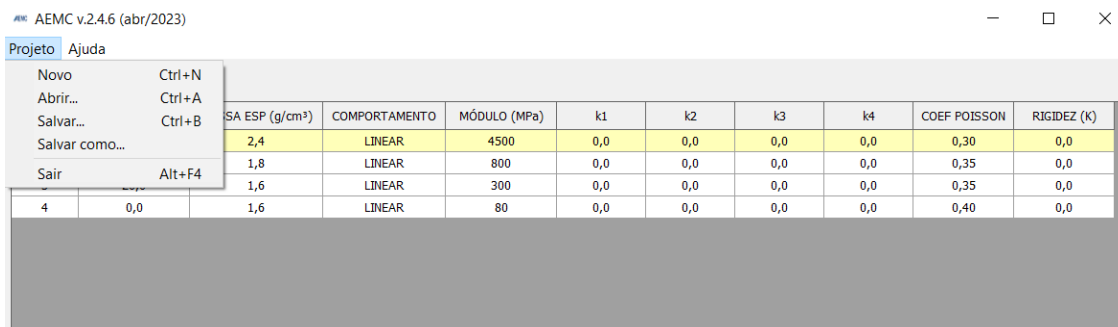 AEMC v.2.4.6 (abr/2023)
Projeto Ajuda
Novo Ctrl+N
Abrir... Ctrl+A
Salvar... Ctrl+B
Salvar como...
Sair Alt+F4
SSA ESP (g/cm³) COMPORTAMENTO MÓDULO (MPa) k1 k2 k3 k4 COEF POISSON RIGIDEZ (K)
2,4 LINEAR 4500 0,0 0,0 0,0 0,0 0,30 0,0
1,8 LINEAR 800 0,0 0,0 0,0 0,0 0,35 0,0
1,6 LINEAR 300 0,0 0,0 0,0 0,0 0,35 0,0
4 0,0 1,6 LINEAR 80 0,0 0,0 0,0 0,0 0,40 0,0